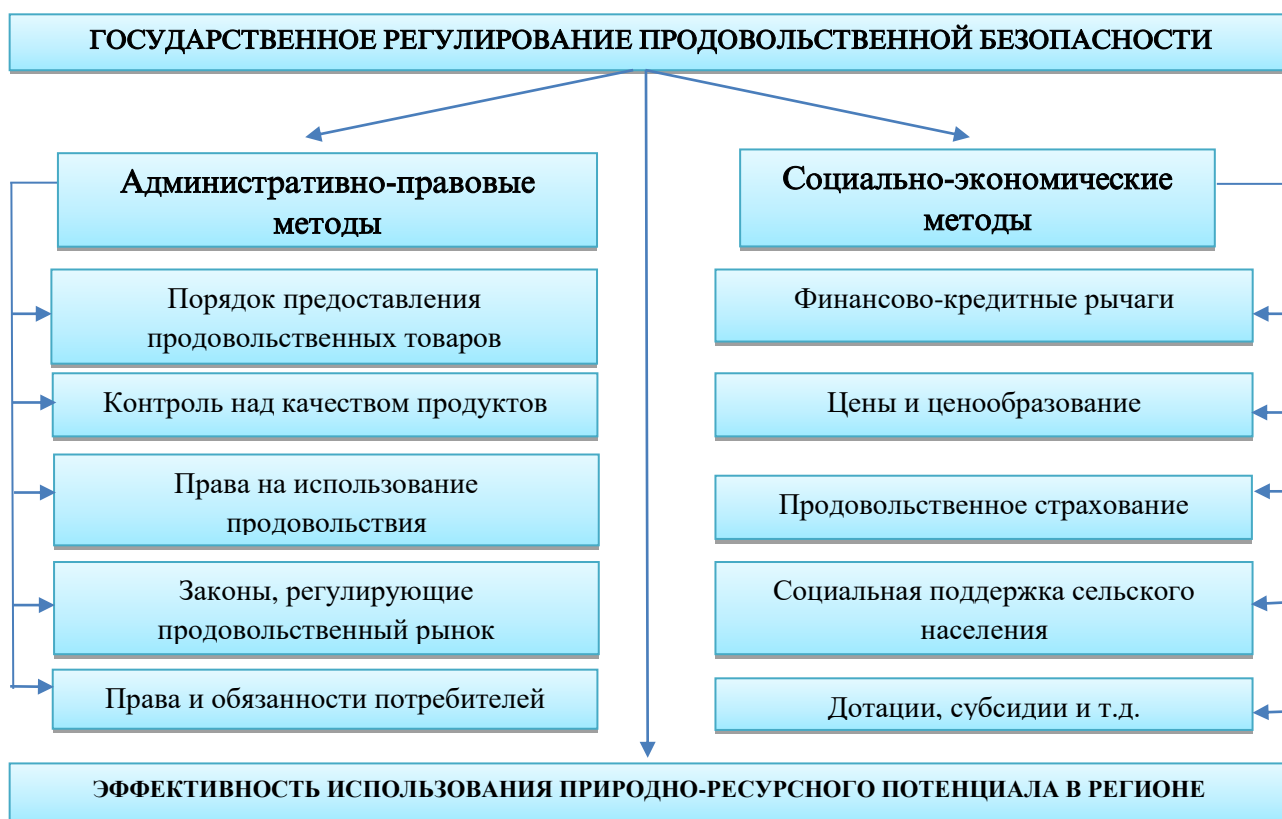 ГОСУДАРСТВЕННОЕ РЕГУЛИРОВАНИЕ ПРОДОВОЛЬСТВЕННОЙ БЕЗОПАСНОСТИ
Административно-правовые
методы
Порядок предоставления
продовольственных товаров
Контроль над качеством продуктов
Права на использование
продовольствия
Законы, регулирующие
продовольственный рынок
Права и обязанности потребителей
Социально-экономические
методы
Финансово-кредитные рычаги
Цены и ценообразование
Продовольственное страхование
Социальная поддержка сельского
населения
Дотации, субсидии и т.д.
ЭФФЕКТИВНОСТЬ ИСПОЛЬЗОВАНИЯ ПРИРОДНО-РЕСУРСНОГО ПОТЕНЦИАЛА В РЕГИОНЕ